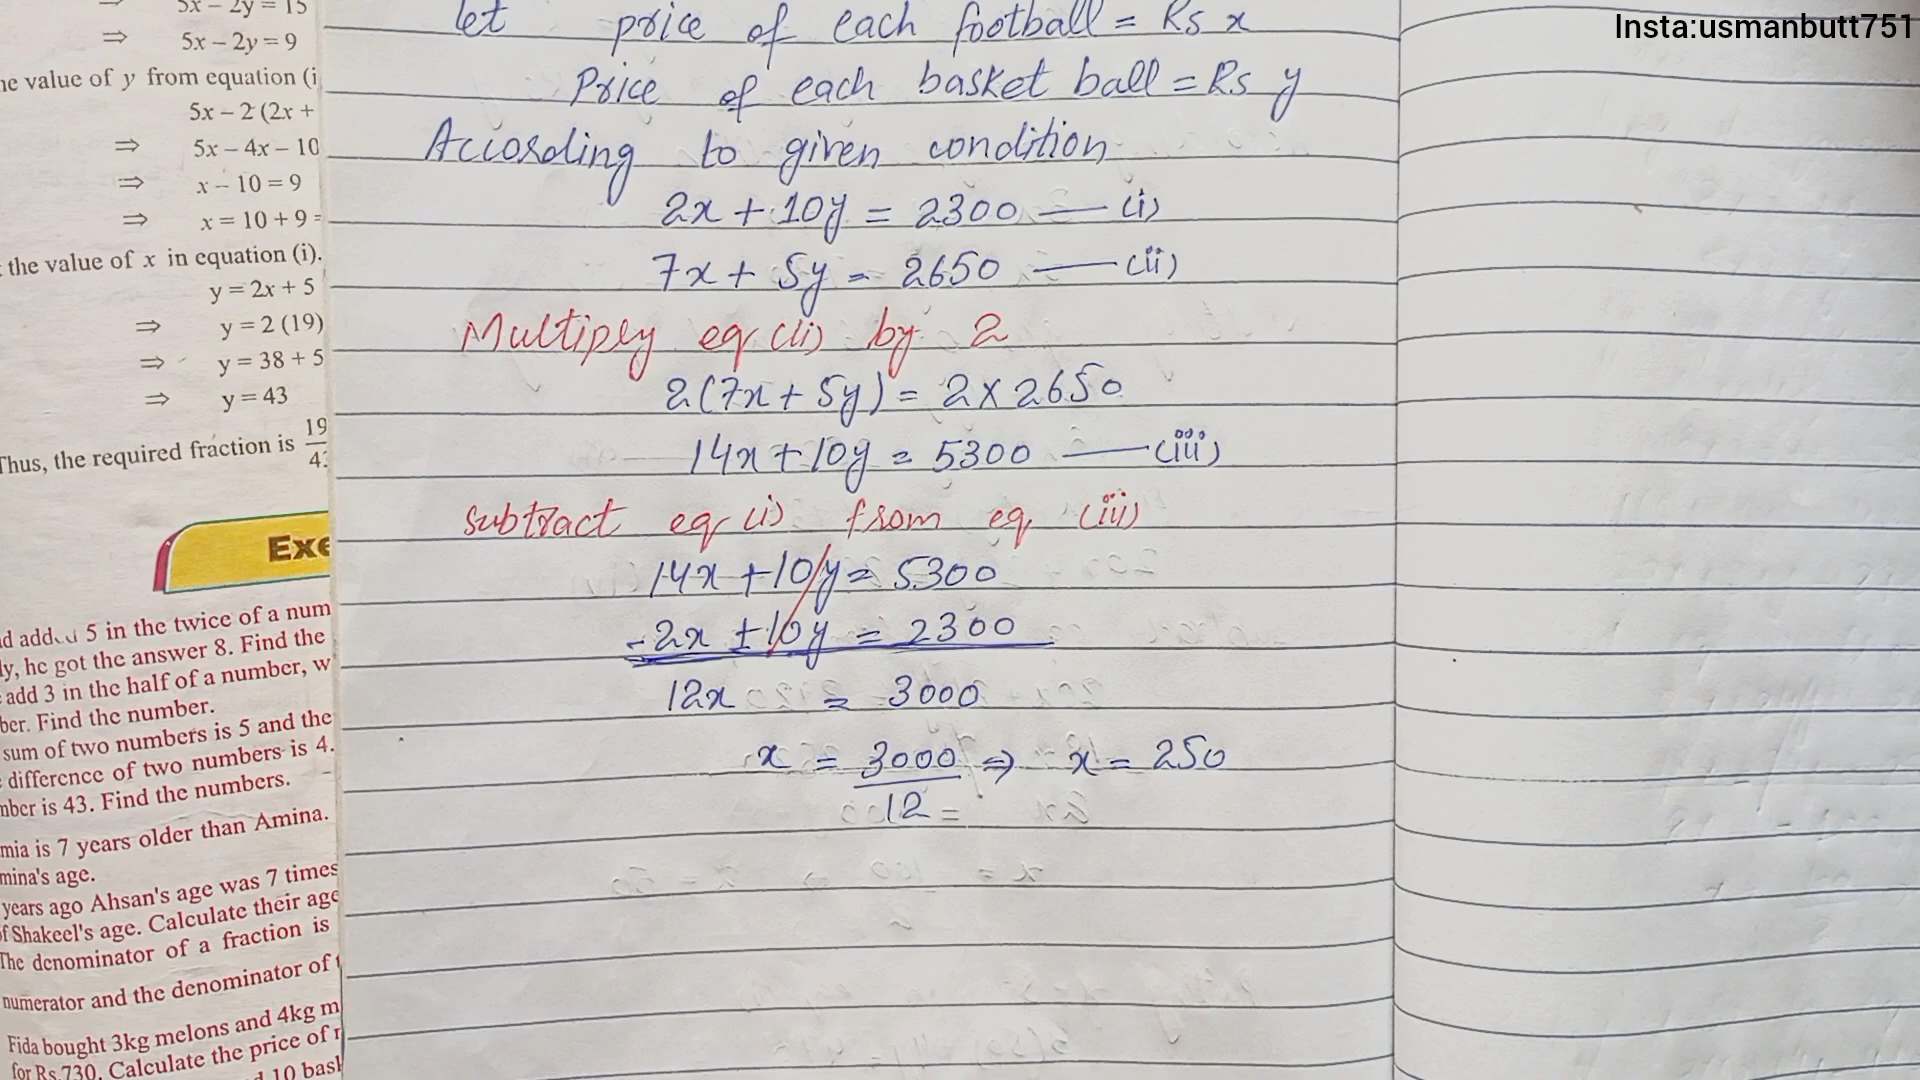 Insta:usmanbutt751
5x – 2y = 15
⇒ 5x – 2y = 9
value of y from equation (i
5x – 2 (2x +
⇒ 5x – 4x – 10
⇒ x – 10 = 9
⇒ x = 10 + 9 =
the value of x in equation (i).
y = 2x + 5
⇒ y = 2 (19)
⇒ y = 38 + 5
⇒ y = 43
Thus, the required fraction is 19
Exe
5 in the twice of a num
ly, he got the answer 8. Find the
add 3 in the half of a number, w
ber. Find the number.
sum of two numbers is 5 and the
difference of two numbers is 4.
mber is 43. Find the numbers.
mia is 7 years older than Amina.
mina's age.
years ago Ahsan's age was 7 times
of Shakeel's age. Calculate their age
The denominator of a fraction is
numerator and the denominator of t
Fida bought 3kg melons and 4kg m
for Rs.730. Calculate the price of
10 bask
let price of each football = Rs x
Price of each basket ball = Rs y
According to given condition
2x + 10y = 2300 — (i)
7x + 5y = 2650 — (ii)
Multiply eq (ii) by 2
2(7x + 5y) = 2 × 2650
14x + 10y = 5300 — (iii)
subtract eq (i) from eq (iii)
14x + 10y = 5300
-2x ± 10y = 2300
12x = 3000
x = 3000 ⇒ x = 250
12